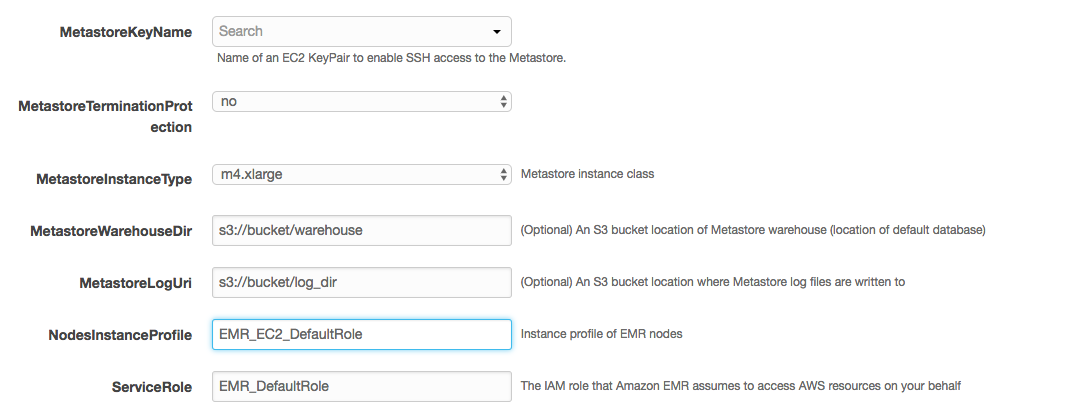 MetastoreKeyName Search
Name of an EC2 KeyPair to enable SSH access to the Metastore.
MetastoreTerminationProt no
ection
MetastoreInstanceType m4.xlarge Metastore instance class
MetastoreWarehouseDir s3://bucket/warehouse (Optional) An S3 bucket location of Metastore warehouse (location of default database)
MetastoreLogUri s3://bucket/log_dir (Optional) An S3 bucket location where Metastore log files are written to
NodesInstanceProfile EMR_EC2_DefaultRole Instance profile of EMR nodes
ServiceRole EMR_DefaultRole The IAM role that Amazon EMR assumes to access AWS resources on your behalf